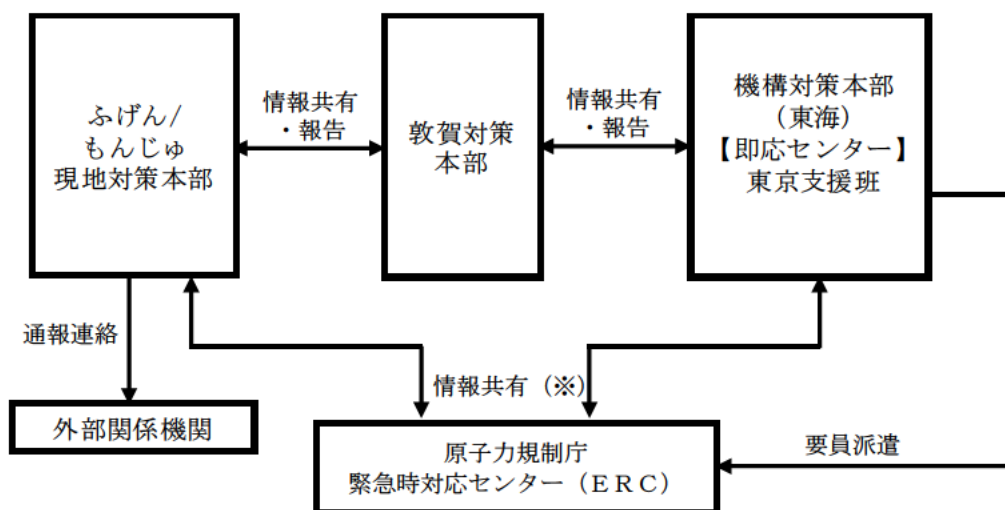 ふげん/
もんじゅ
現地対策本部
情報共有
・報告
敦賀対策
本部
情報共有
・報告
機構対策本部
（東海）
【即応センター】
東京支援班
通報連絡
情報共有（※）
外部関係機関
原子力規制庁
緊急時対応センター（ＥＲＣ）
要員派遣